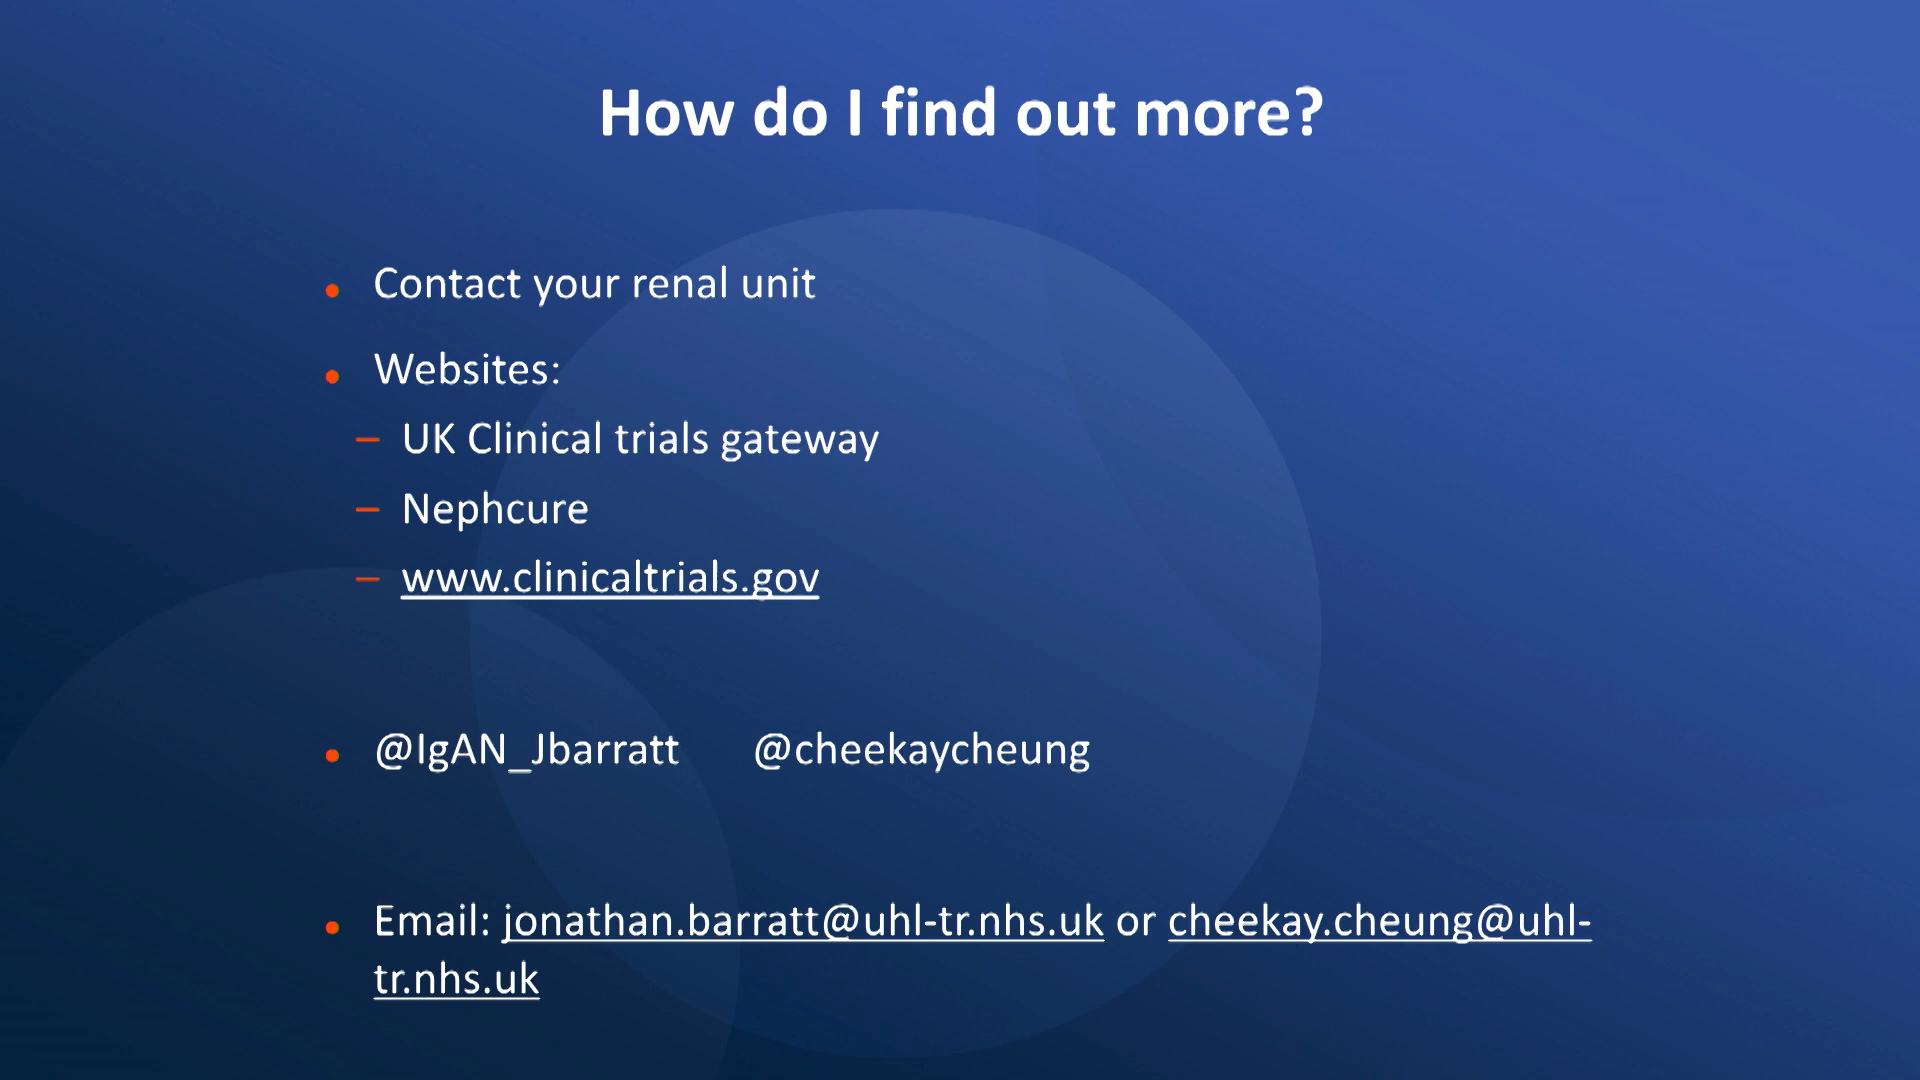 How do I find out more?
• Contact your renal unit
• Websites:
– UK Clinical trials gateway
– Nephcure
– www.clinicaltrials.gov
• @IgAN_Jbarratt @cheekaycheung
• Email: jonathan.barratt@uhl-tr.nhs.uk or cheekay.cheung@uhl-
tr.nhs.uk